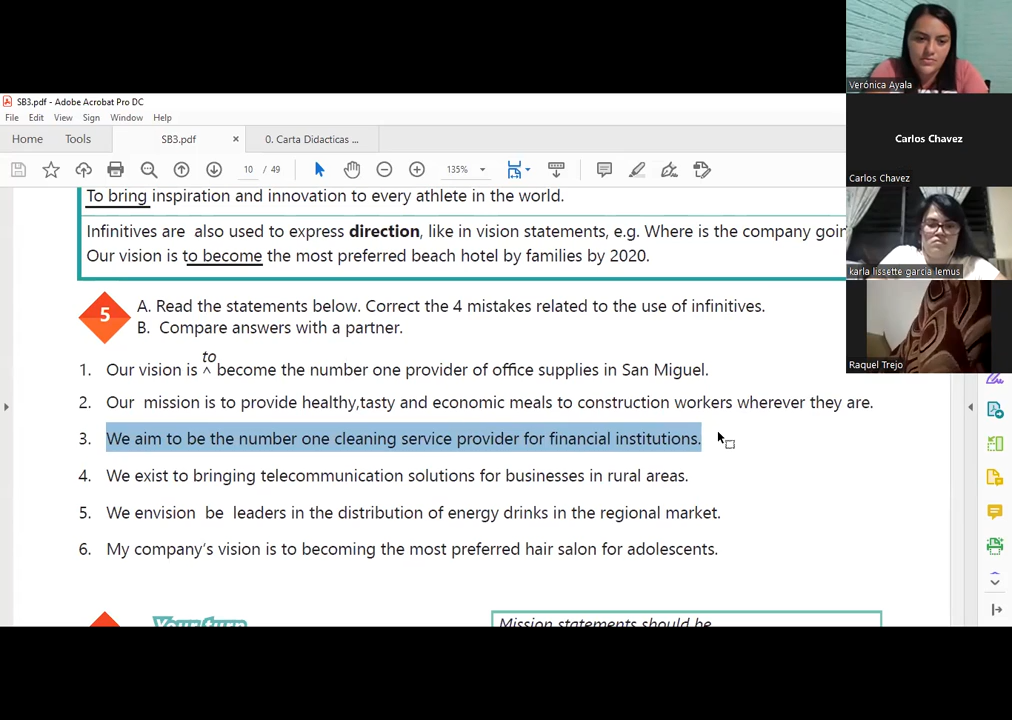 Verónica Ayala
SB3.pdf - Adobe Acrobat Pro DC
File Edit View Sign Window Help
Home Tools SB3.pdf × 0. Carta Didacticas ...
Carlos Chavez
10 / 49 135%
Carlos Chavez
To bring inspiration and innovation to every athlete in the world.
Infinitives are also used to express direction, like in vision statements, e.g. Where is the company goin
Our vision is to become the most preferred beach hotel by families by 2020.
karla lissette garcia lemus
5 A. Read the statements below. Correct the 4 mistakes related to the use of infinitives.
B. Compare answers with a partner.
Raquel Trejo
to
1. Our vision is ^ become the number one provider of office supplies in San Miguel.
2. Our mission is to provide healthy,tasty and economic meals to construction workers wherever they are.
3. We aim to be the number one cleaning service provider for financial institutions.
4. We exist to bringing telecommunication solutions for businesses in rural areas.
5. We envision be leaders in the distribution of energy drinks in the regional market.
6. My company's vision is to becoming the most preferred hair salon for adolescents.
Your turn
Mission statements should be